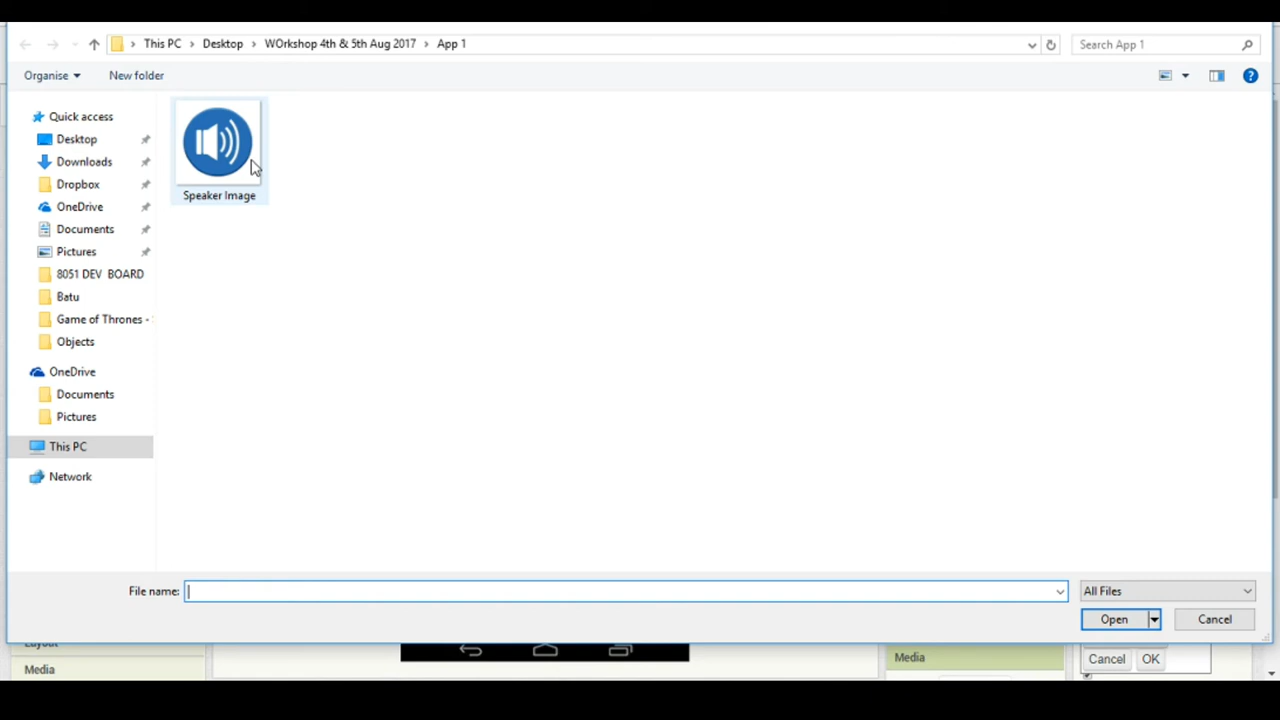 This PC > Desktop > WOrkshop 4th & 5th Aug 2017 > App 1
Search App 1
Organise
New folder
Quick access
Desktop
Downloads
Dropbox
OneDrive
Documents
Pictures
8051 DEV BOARD
Batu
Game of Thrones -
Objects
OneDrive
Documents
Pictures
This PC
Network
Speaker Image
File name:
All Files
Open
Cancel
Layout
Media
Media
Cancel
OK